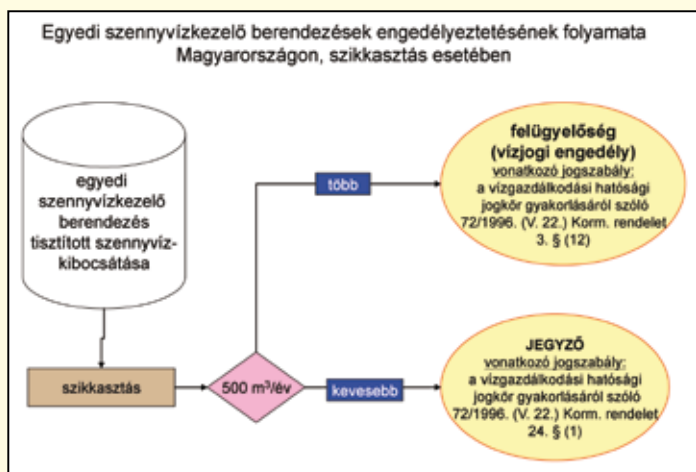 Egyedi szennyvízkezelő berendezések engedélyeztetésének folyamata
Magyarországon, szikkasztás esetében
egyedi
szennyvízkezelő
berendezés
tisztított szennyvíz-
kibocsátása
szikkasztás
500 m³/év
több
felügyelőség
(vízjogi engedély)
vonatkozó jogszabály:
a vízgazdálkodási hatósági
jogkör gyakorlásáról szóló
72/1996. (V. 22.) Korm. rendelet
3. § (12)
kevesebb
JEGYZŐ
vonatkozó jogszabály:
a vízgazdálkodási hatósági
jogkör gyakorlásáról szóló
72/1996. (V. 22.) Korm. rendelet
24. § (1)